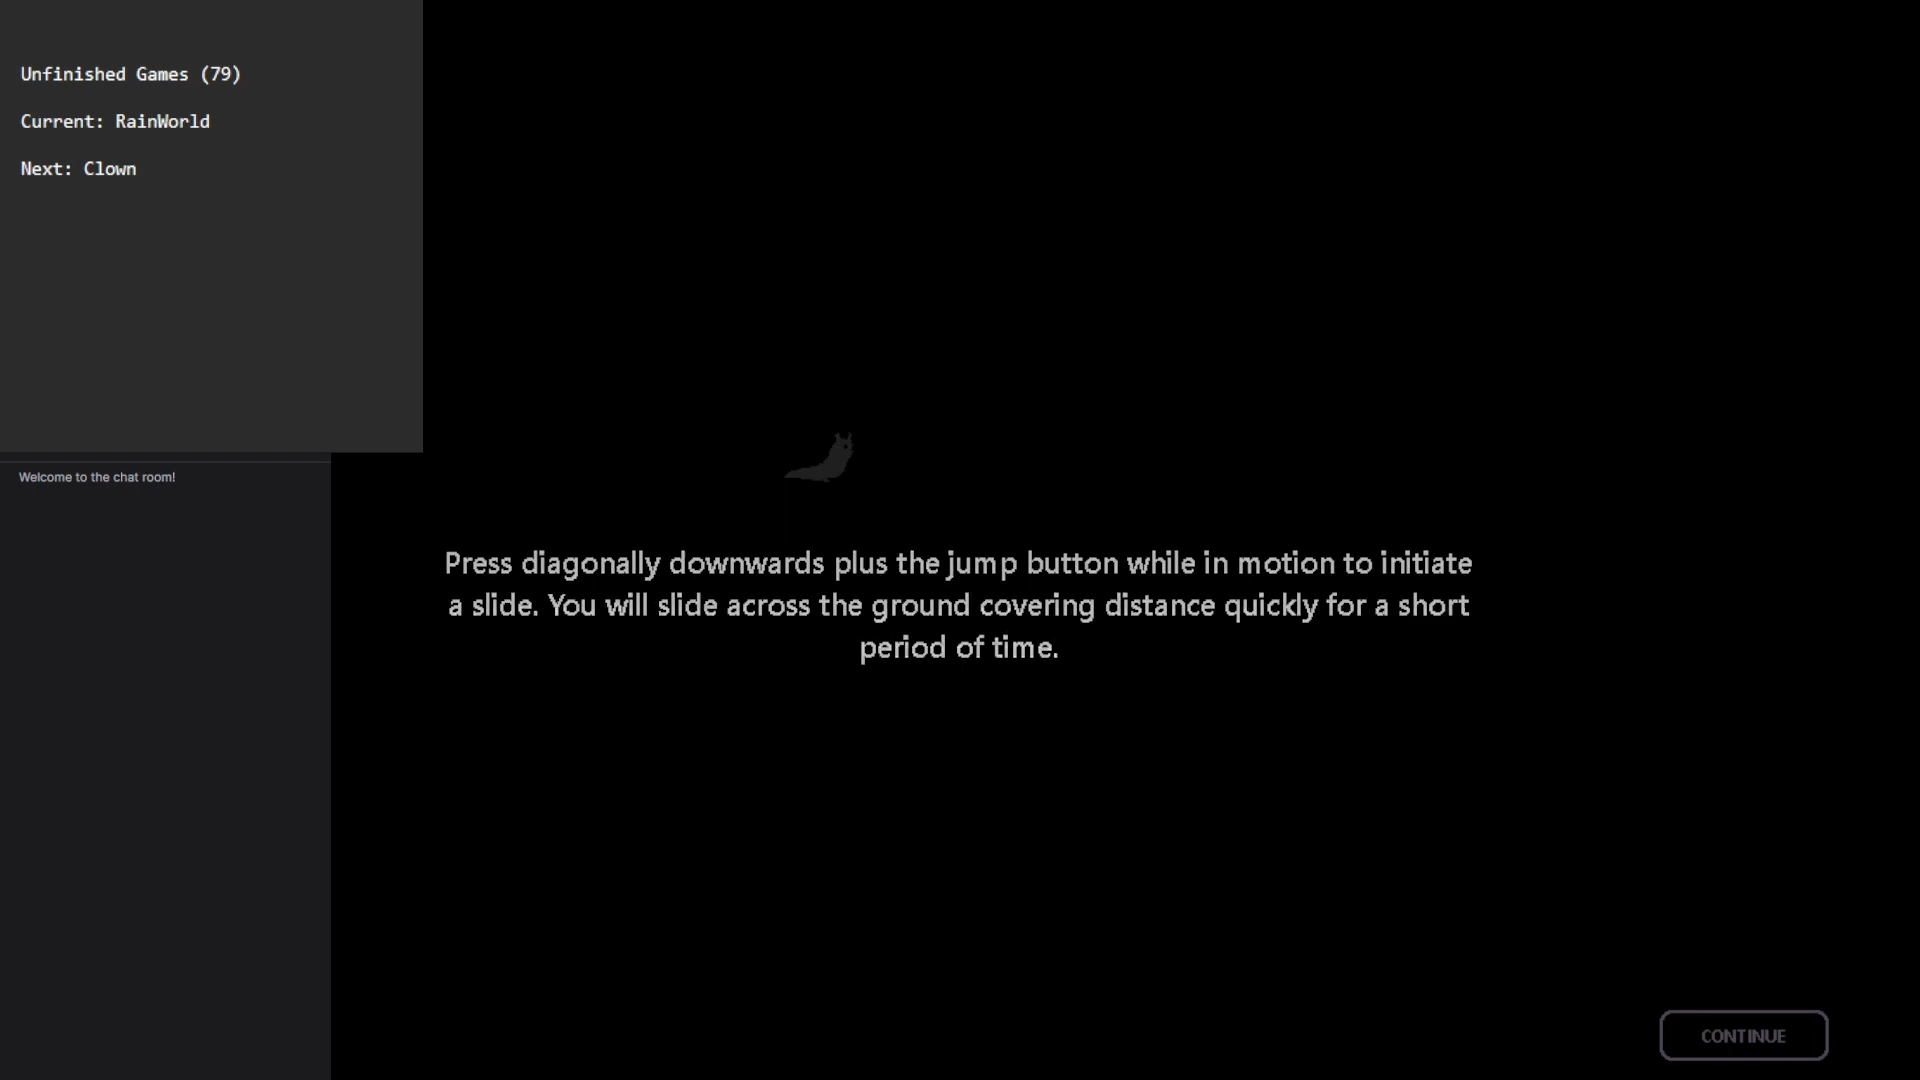 Unfinished Games (79)
Current: RainWorld
Next: Clown
Welcome to the chat room!
Press diagonally downwards plus the jump button while in motion to initiate
a slide. You will slide across the ground covering distance quickly for a short
period of time.
CONTINUE